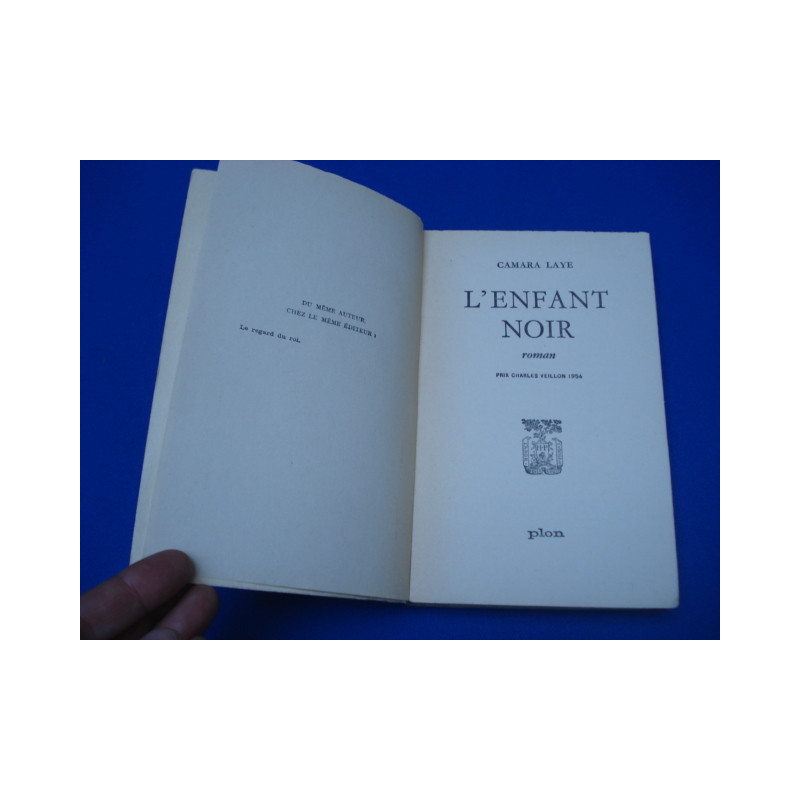 DU MÊME AUTEUR,
CHEZ LE MÊME ÉDITEUR :
Le regard du roi.
CAMARA LAYE
L'ENFANT
NOIR
roman
PRIX CHARLES VEILLON 1954
plon